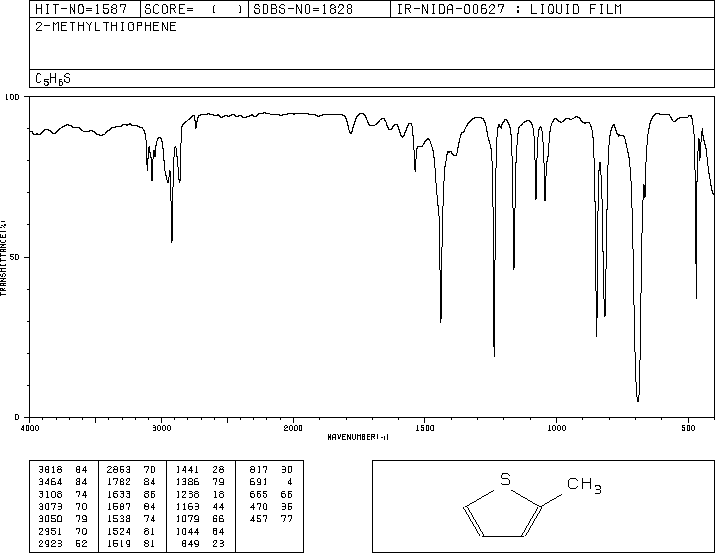 HIT-NO=1587 SCORE= ( ) SDBS-NO=1828 IR-NIDA-00627 : LIQUID FILM
2-METHYLTHIOPHENE
C5H6S
100
50
0
TRANSMITTANCE(%)
4000 3000 2000 1500 1000 500
WAVENUMBER(-1)
3818 84 2863 70 1441 28 817 30
3464 84 1782 84 1386 79 691 4
3108 74 1633 86 1238 18 665 66
3073 70 1587 84 1163 44 470 36
3050 79 1538 74 1079 66 457 77
2951 70 1524 81 1044 64
2923 52 1519 81 849 23
S
CH3